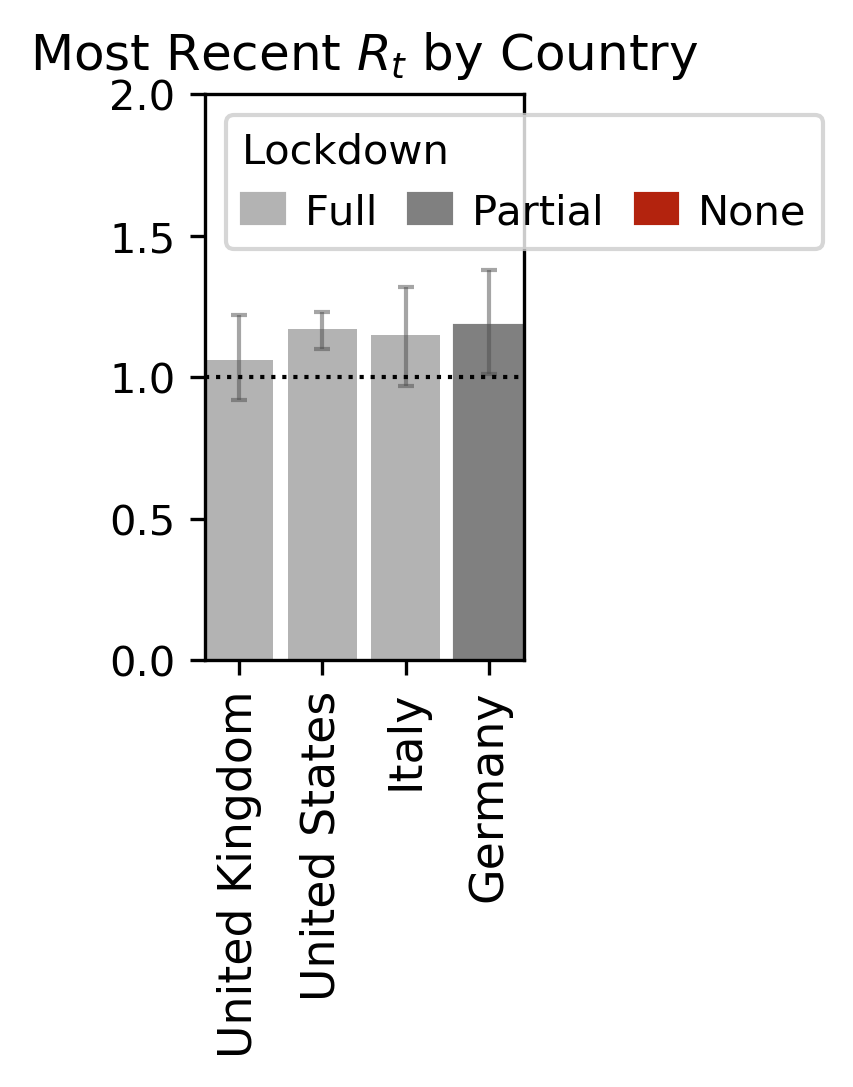 Most Recent Rₜ by Country
2.0
Lockdown
Full Partial None
1.5
1.0
0.5
0.0
United Kingdom
United States
Italy
Germany